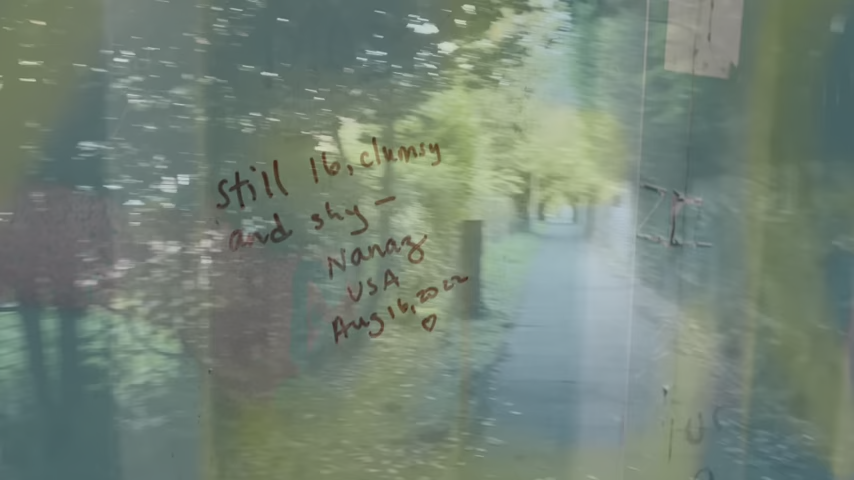 still 16, clumsy
and shy -
Nanaz
USA
Aug 16, 2022
♡